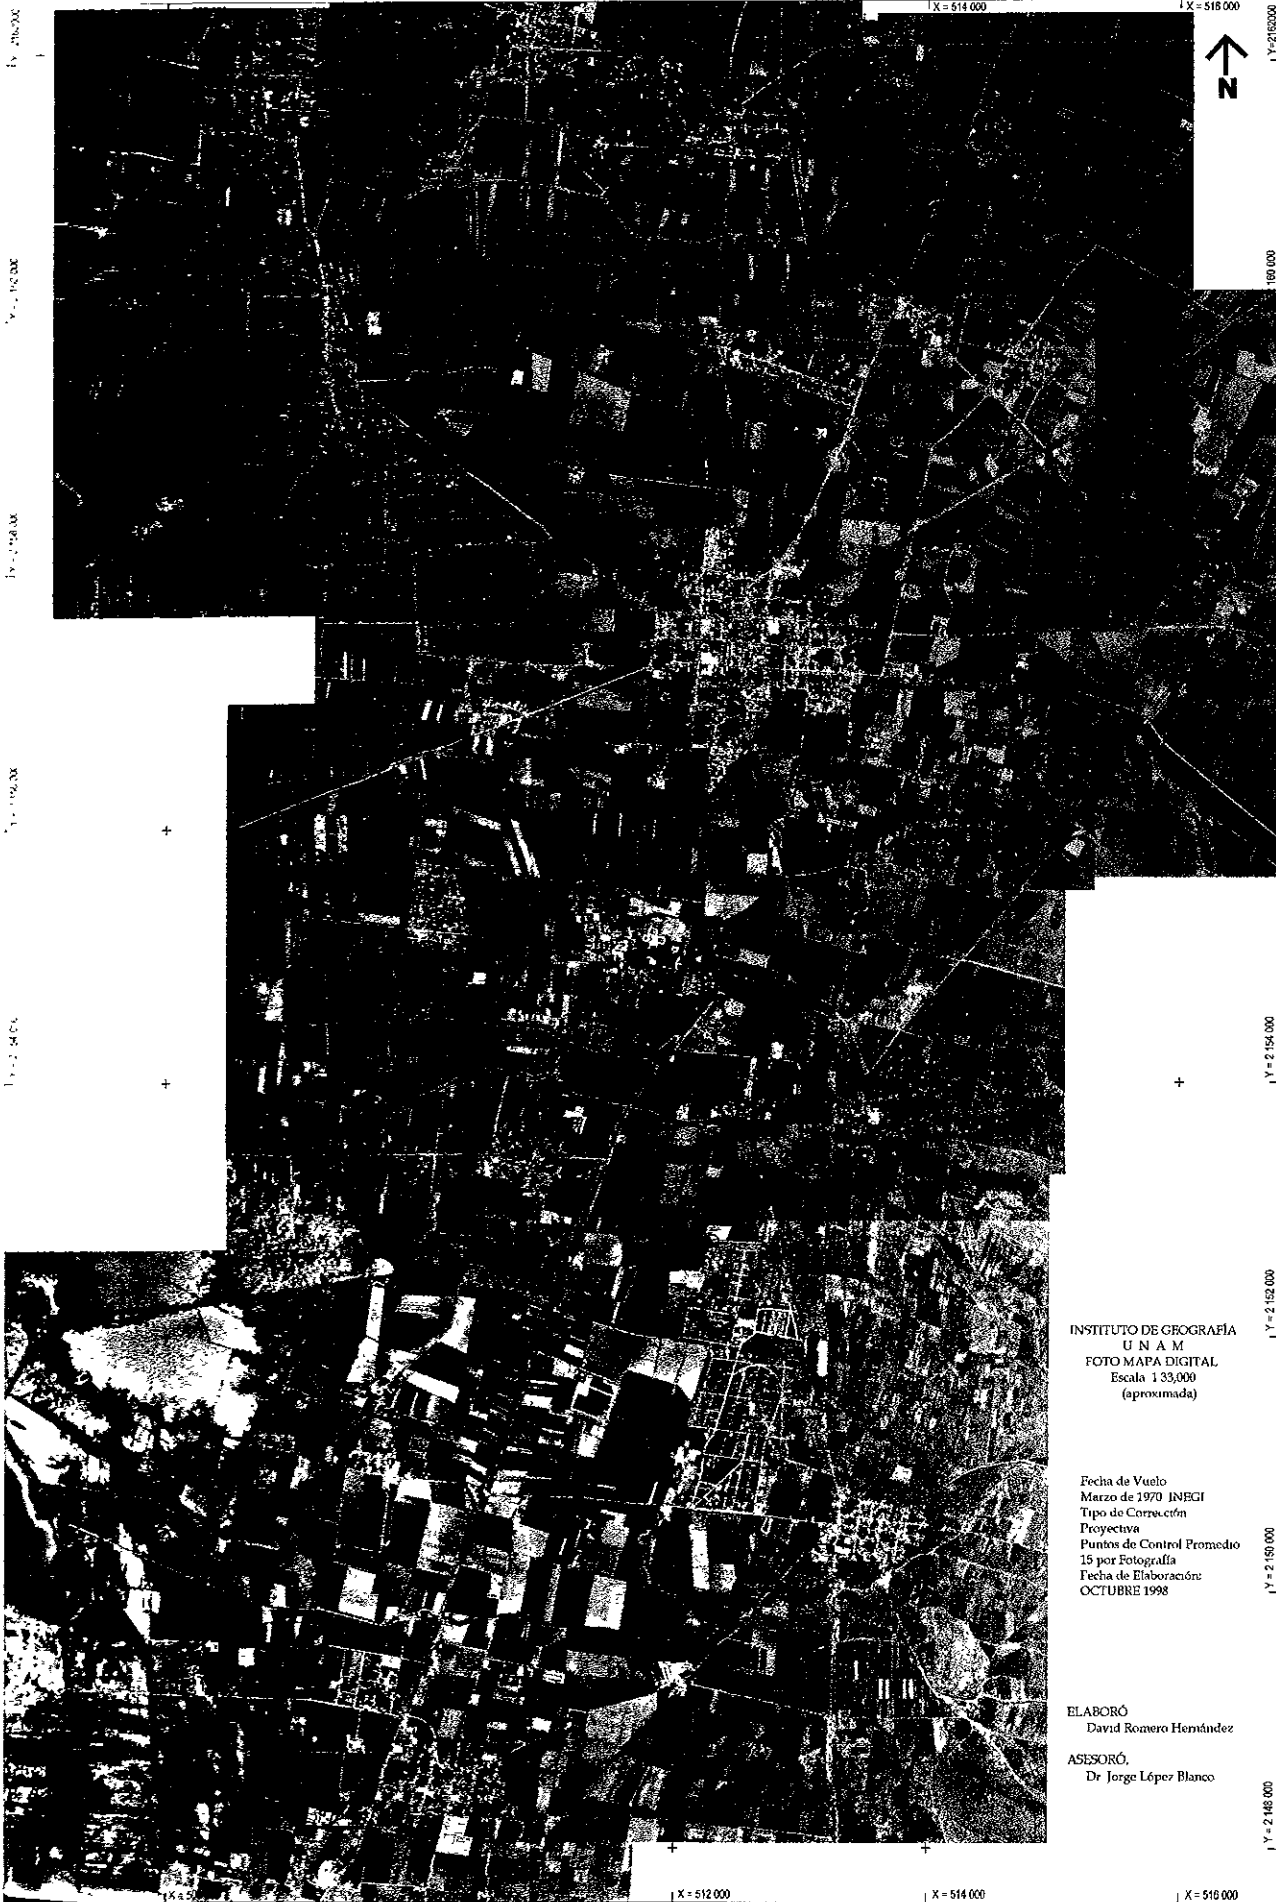 X = 514 000
X = 516 000
Y=2162000
N
160 000
Y = 2 154 000
Y = 2 152 000
INSTITUTO DE GEOGRAFÍA
U N A M
FOTO MAPA DIGITAL
Escala 1 33,000
(aproximada)
Fecha de Vuelo
Marzo de 1970 INEGI
Tipo de Corrección
Proyectiva
Puntos de Control Promedio
15 por Fotografía
Fecha de Elaboración:
OCTUBRE 1998
Y = 2 150 000
ELABORÓ
David Romero Hernández
ASESORÓ,
Dr Jorge López Blanco
Y = 2 148 000
X = 512 000
X = 514 000
X = 516 000